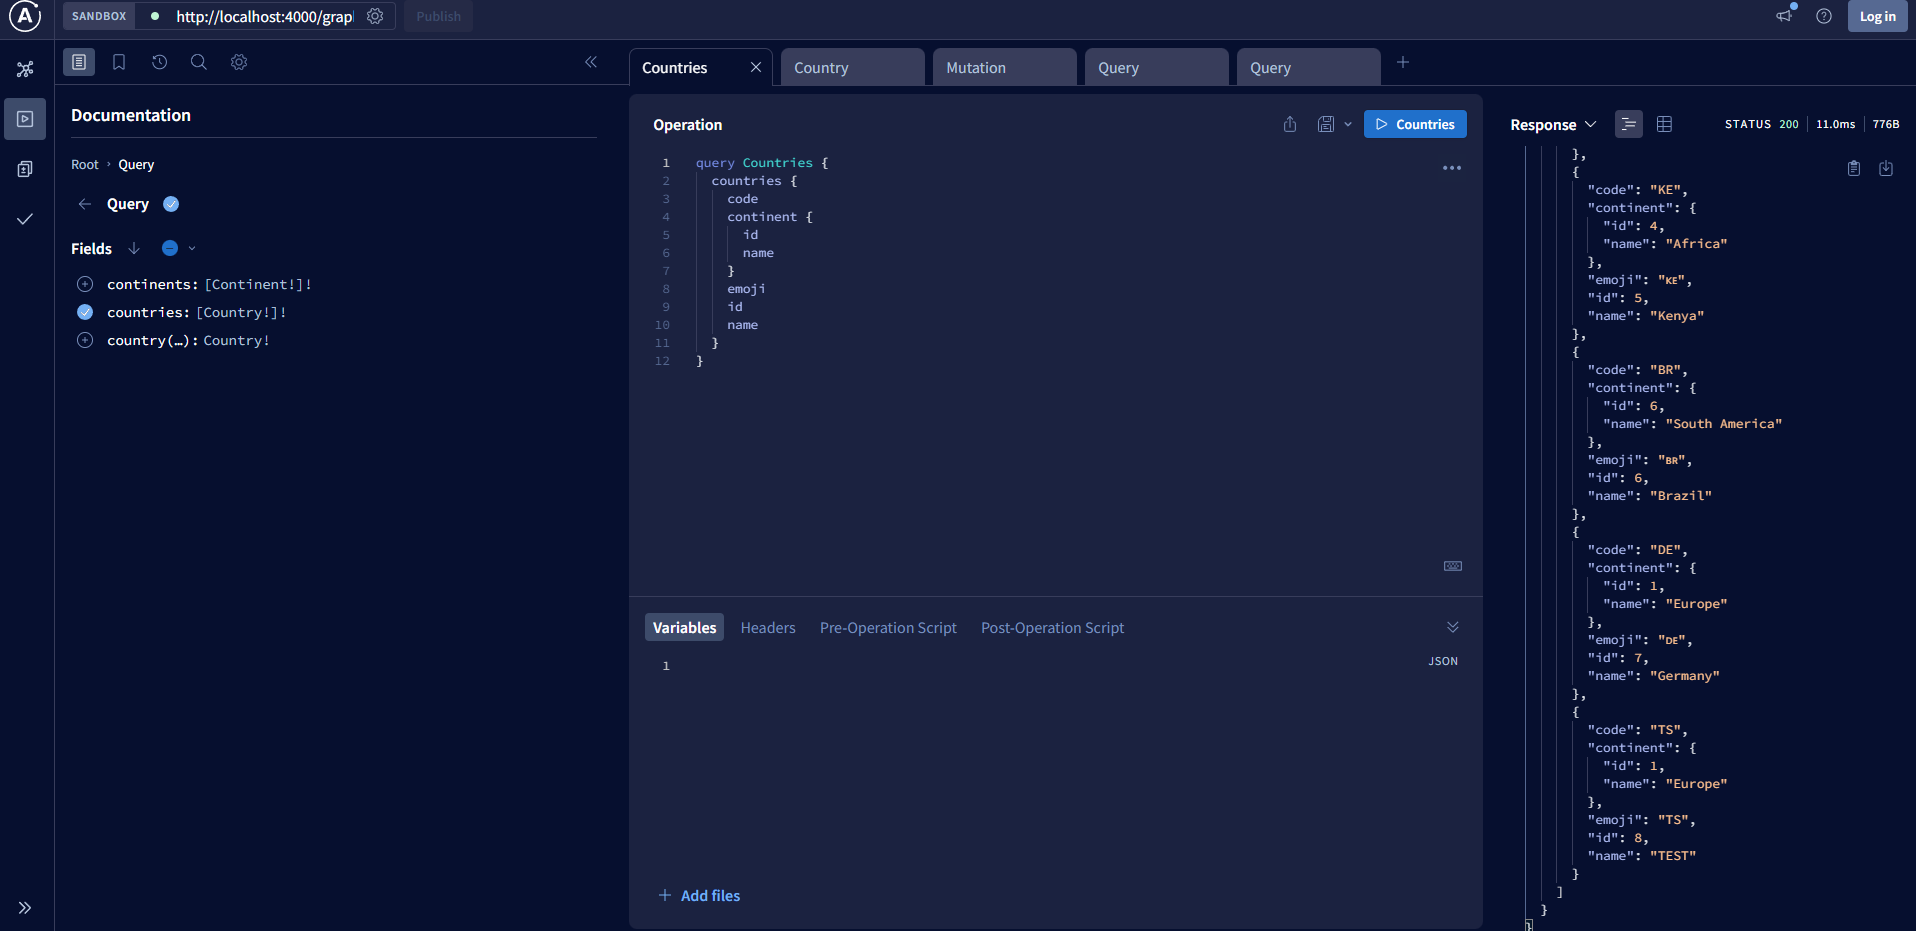 SANDBOX http://localhost:4000/grap Publish Log in
Documentation
Root › Query
Query
Fields
continents: [Continent!]!
countries: [Country!]!
country(…): Country!
Countries Country Mutation Query Query
Operation Countries
1 query Countries {
2 countries {
3 code
4 continent {
5 id
6 name
7 }
8 emoji
9 id
10 name
11 }
12 }
Variables Headers Pre-Operation Script Post-Operation Script
1 JSON
Add files
Response STATUS 200 11.0ms 776B
},
{
"code": "KE",
"continent": {
"id": 4,
"name": "Africa"
},
"emoji": "🇰🇪",
"id": 5,
"name": "Kenya"
},
{
"code": "BR",
"continent": {
"id": 6,
"name": "South America"
},
"emoji": "🇧🇷",
"id": 6,
"name": "Brazil"
},
{
"code": "DE",
"continent": {
"id": 1,
"name": "Europe"
},
"emoji": "🇩🇪",
"id": 7,
"name": "Germany"
},
{
"code": "TS",
"continent": {
"id": 1,
"name": "Europe"
},
"emoji": "TS",
"id": 8,
"name": "TEST"
}
]
}
}